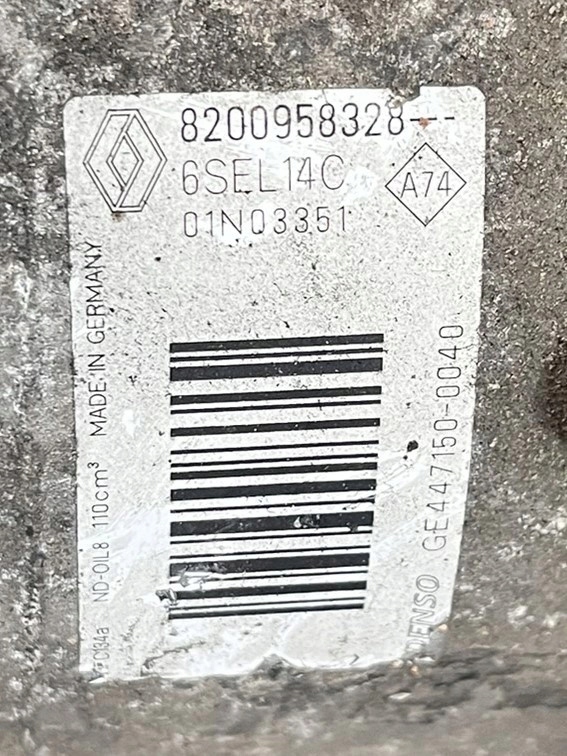 8200958328---
6SEL14C
A74
01N03351
MADE IN GERMANY
ND-OIL8 110cm³
DENSO GE447150-0040